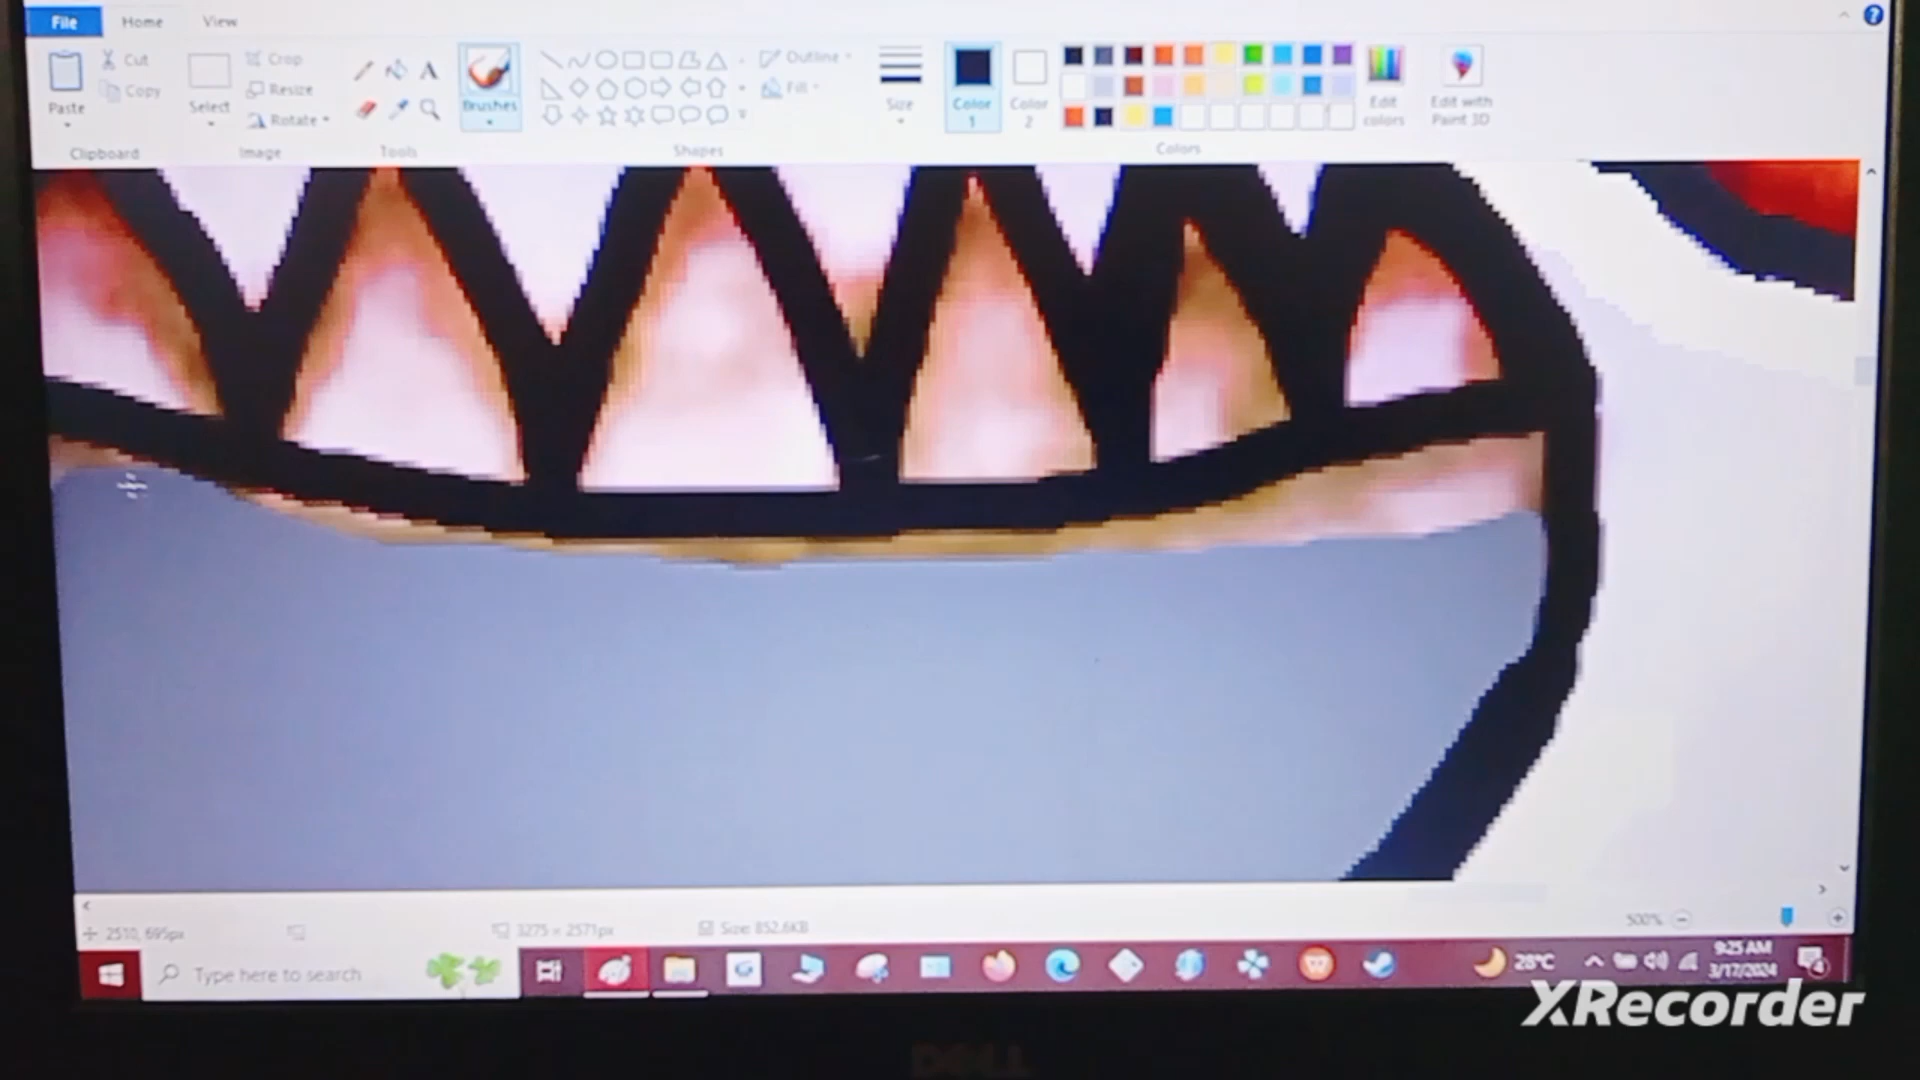 File Home View
Cut
Copy
Paste
Clipboard
Select
Crop
Resize
Rotate
Image
A
Tools
Brushes
Outline
Fill
Shapes
Size
Color 1
Color 2
Colors
Edit colors
Edit with Paint 3D
2510, 695px
3275 × 2571px
Size: 852.6KB
500%
Type here to search
28°C
9:25 AM
3/17/2024
4
XRecorder
DELL